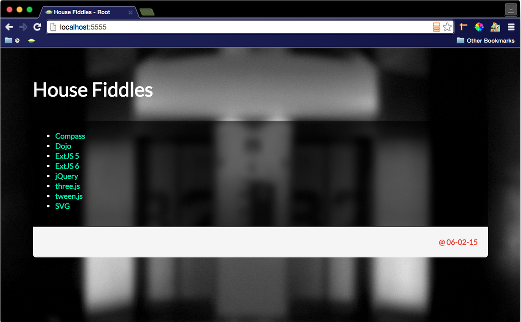 House Fiddles - Root
localhost:5555
Other Bookmarks
House Fiddles
Compass
Dojo
ExtJS 5
ExtJS 6
jQuery
three.js
tween.js
SVG
@ 06-02-15